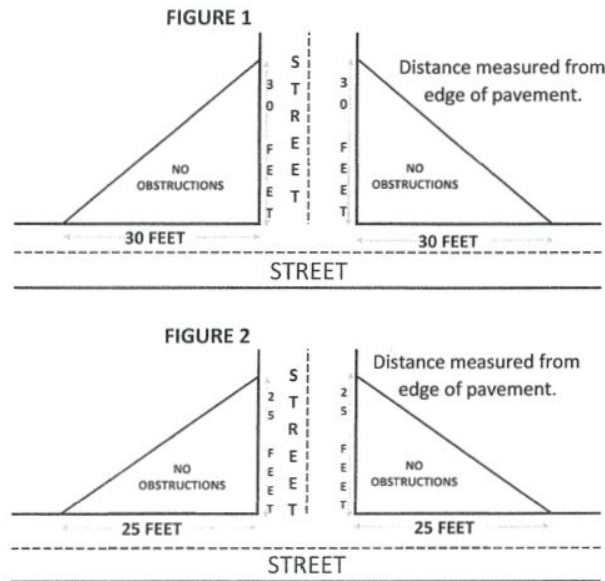 FIGURE 1
STREET
30 FEET
30 FEET
Distance measured from
edge of pavement.
NO
OBSTRUCTIONS
NO
OBSTRUCTIONS
30 FEET
30 FEET
STREET
FIGURE 2
STREET
25 FEET
25 FEET
Distance measured from
edge of pavement.
NO
OBSTRUCTIONS
NO
OBSTRUCTIONS
25 FEET
25 FEET
STREET